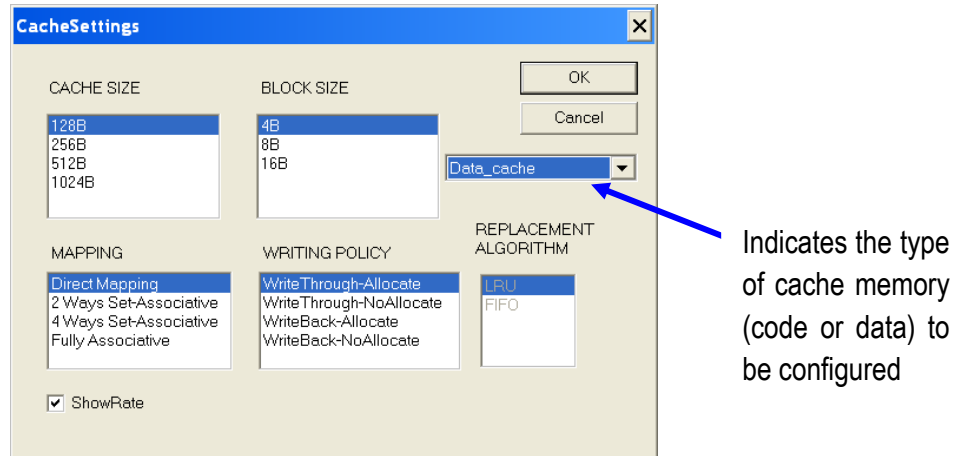 CacheSettings
CACHE SIZE
128B
256B
512B
1024B
BLOCK SIZE
4B
8B
16B
OK
Cancel
Data_cache
MAPPING
Direct Mapping
2 Ways Set-Associative
4 Ways Set-Associative
Fully Associative
WRITING POLICY
WriteThrough-Allocate
WriteThrough-NoAllocate
WriteBack-Allocate
WriteBack-NoAllocate
REPLACEMENT
ALGORITHM
LRU
FIFO
ShowRate
Indicates the type
of cache memory
(code or data) to
be configured